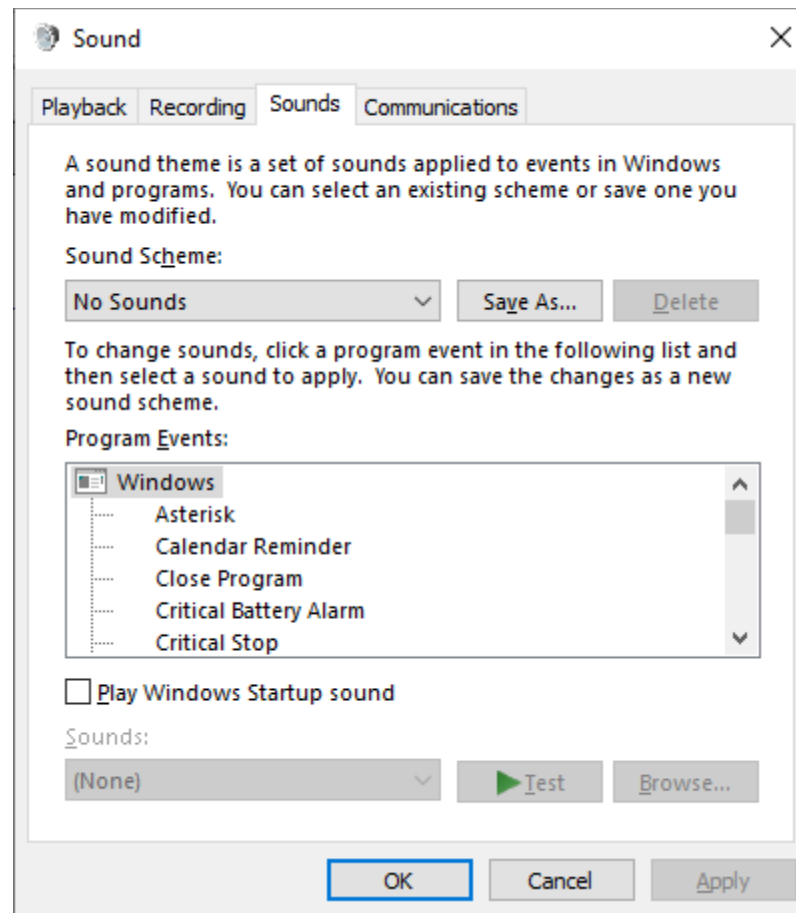 Sound
Playback Recording Sounds Communications
A sound theme is a set of sounds applied to events in Windows
and programs. You can select an existing scheme or save one you
have modified.
Sound Scheme:
No Sounds Save As... Delete
To change sounds, click a program event in the following list and
then select a sound to apply. You can save the changes as a new
sound scheme.
Program Events:
Windows
Asterisk
Calendar Reminder
Close Program
Critical Battery Alarm
Critical Stop
Play Windows Startup sound
Sounds:
(None) Test Browse...
OK Cancel Apply